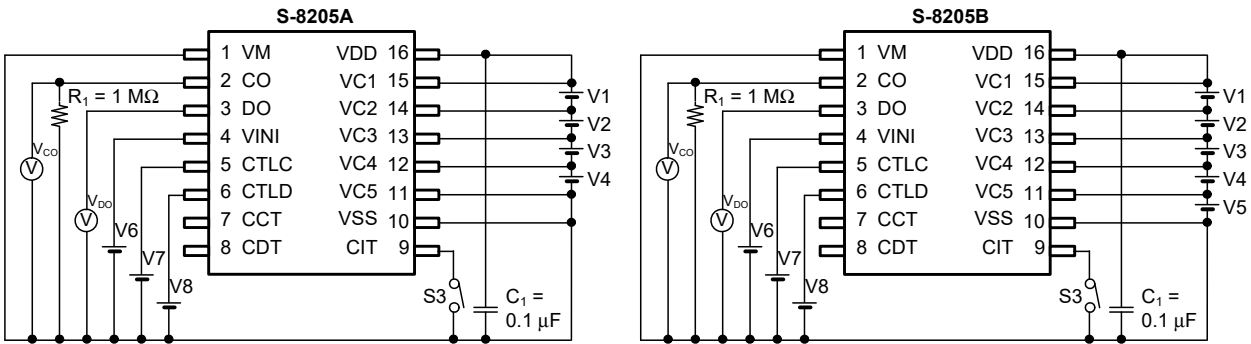 S-8205A
1 VM
2 CO
3 DO
4 VINI
5 CTLC
6 CTLD
7 CCT
8 CDT
VDD 16
VC1 15
VC2 14
VC3 13
VC4 12
VC5 11
VSS 10
CIT 9
R₁ = 1 MΩ
V_CO
V
V_DO
V
V6
V7
V8
V1
V2
V3
V4
S3
C₁ =
0.1 µF
S-8205B
1 VM
2 CO
3 DO
4 VINI
5 CTLC
6 CTLD
7 CCT
8 CDT
VDD 16
VC1 15
VC2 14
VC3 13
VC4 12
VC5 11
VSS 10
CIT 9
R₁ = 1 MΩ
V_CO
V
V_DO
V
V6
V7
V8
V1
V2
V3
V4
V5
S3
C₁ =
0.1 µF